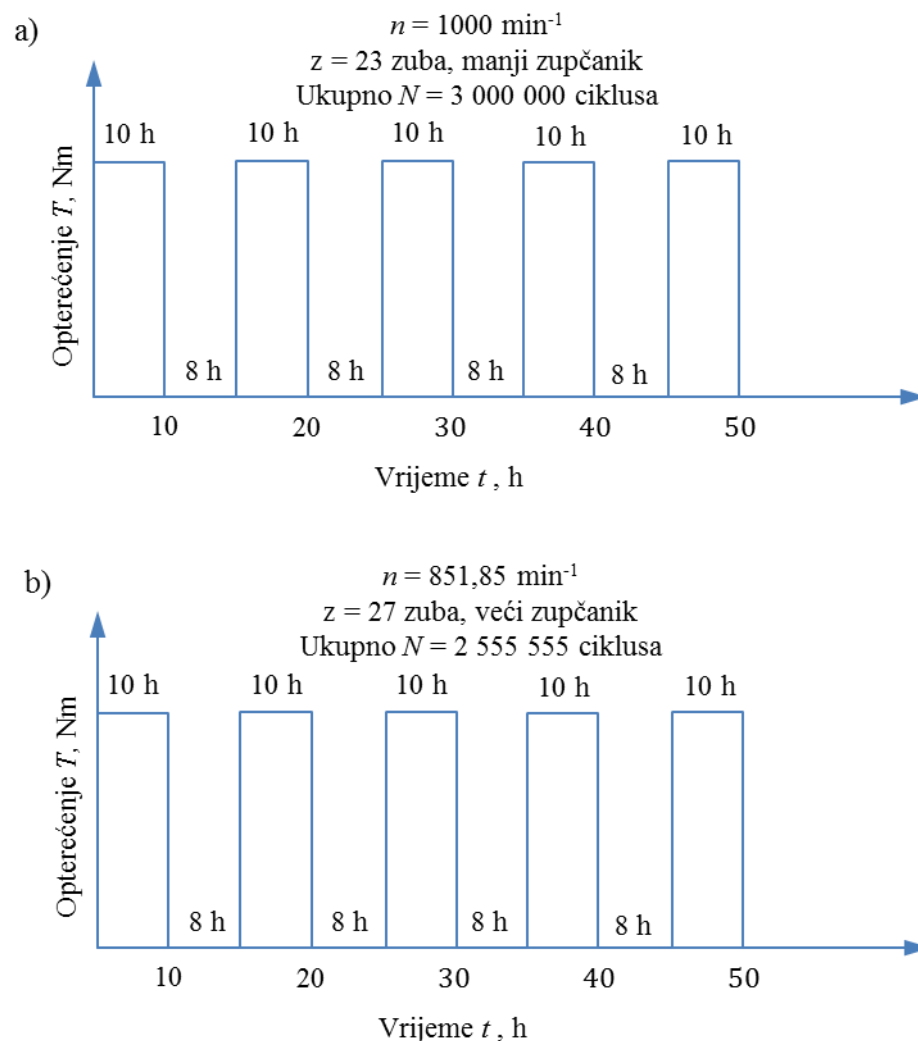 a)
n = 1000 min-1
z = 23 zuba, manji zupčanik
Ukupno N = 3 000 000 ciklusa
10 h 10 h 10 h 10 h 10 h
Opterećenje T, Nm
8 h 8 h 8 h 8 h
10 20 30 40 50
Vrijeme t , h
b)
n = 851,85 min-1
z = 27 zuba, veći zupčanik
Ukupno N = 2 555 555 ciklusa
10 h 10 h 10 h 10 h 10 h
Opterećenje T, Nm
8 h 8 h 8 h 8 h
10 20 30 40 50
Vrijeme t , h